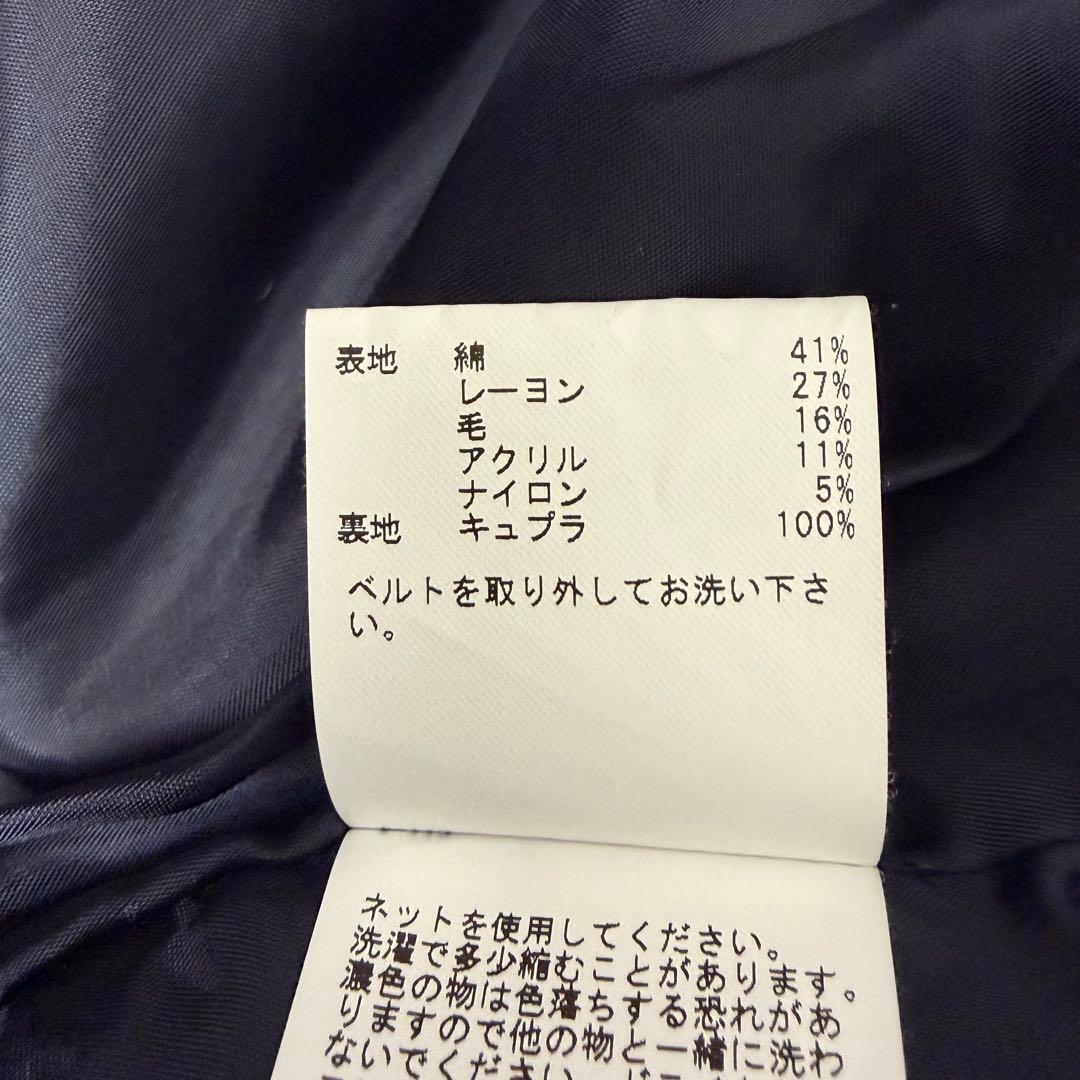 表地 綿 41%
レーヨン 27%
毛 16%
アクリル 11%
ナイロン 5%
裏地 キュプラ 100%
ベルトを取り外してお洗い下さ
い。
ネットを使用してください。
洗濯で多少縮むことがあります。
濃色の物は色落ちする恐れがあ
りますので他の物と一緒に洗わ
ないでください